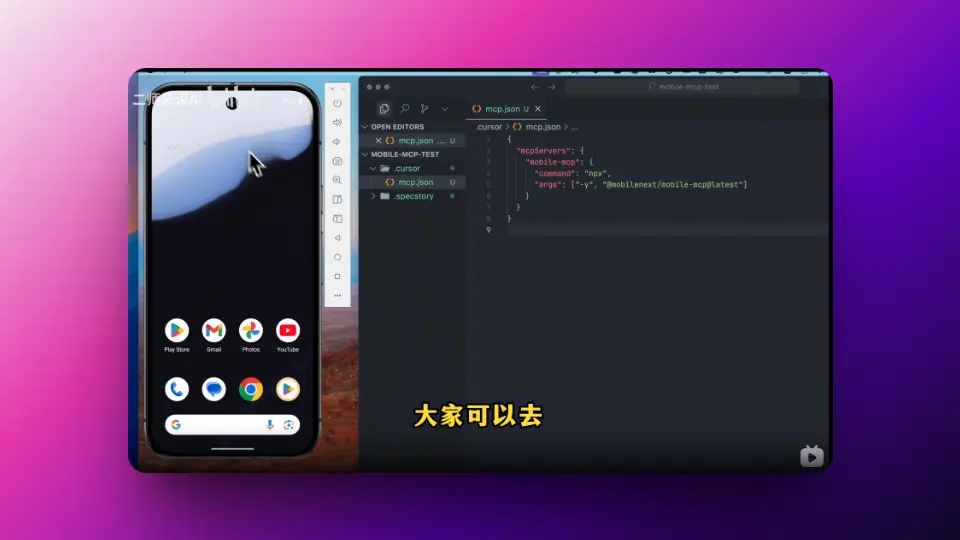 mobile-mcp-test
mcp.json U
OPEN EDITORS
mcp.json .... U
MOBILE-MCP-TEST
.cursor
mcp.json U
.specstory
.cursor > mcp.json > ...
1 {
2 "mcpServers": {
3 "mobile-mcp": {
4 "command": "npx",
5 "args": ["-y", "@mobilenext/mobile-mcp@latest"]
6 }
7 }
8 }
9
Play Store
Gmail
Photos
YouTube
大家可以去